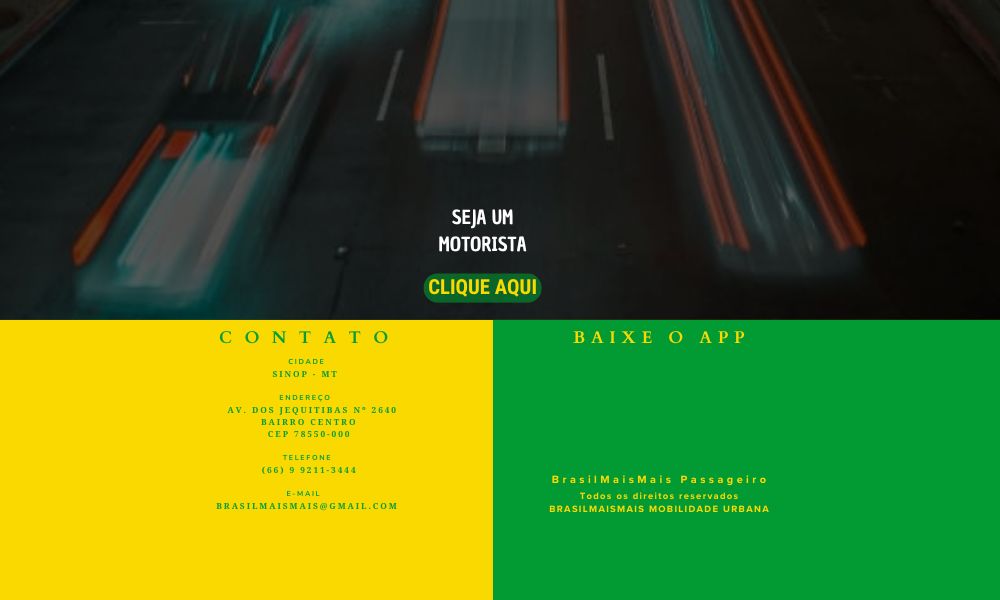 SEJA UM
MOTORISTA
CLIQUE AQUI
CONTATO
CIDADE
SINOP - MT
ENDEREÇO
AV. DOS JEQUITIBAS Nº 2640
BAIRRO CENTRO
CEP 78550-000
TELEFONE
(66) 9 9211-3444
E-MAIL
BRASILMAISMAIS@GMAIL.COM
BAIXE O APP
BrasilMaisMais Passageiro
Todos os direitos reservados
BRASILMAISMAIS MOBILIDADE URBANA